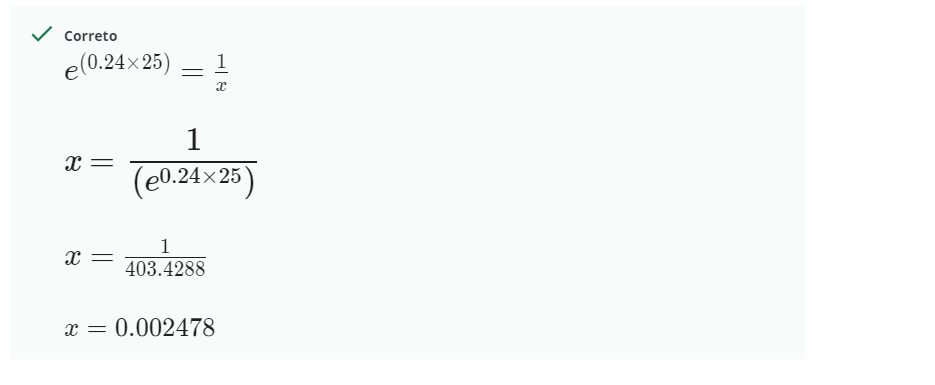 Correto
e^(0.24×25) = 1/x
x = 1/(e^0.24×25)
x = 1/403.4288
x = 0.002478